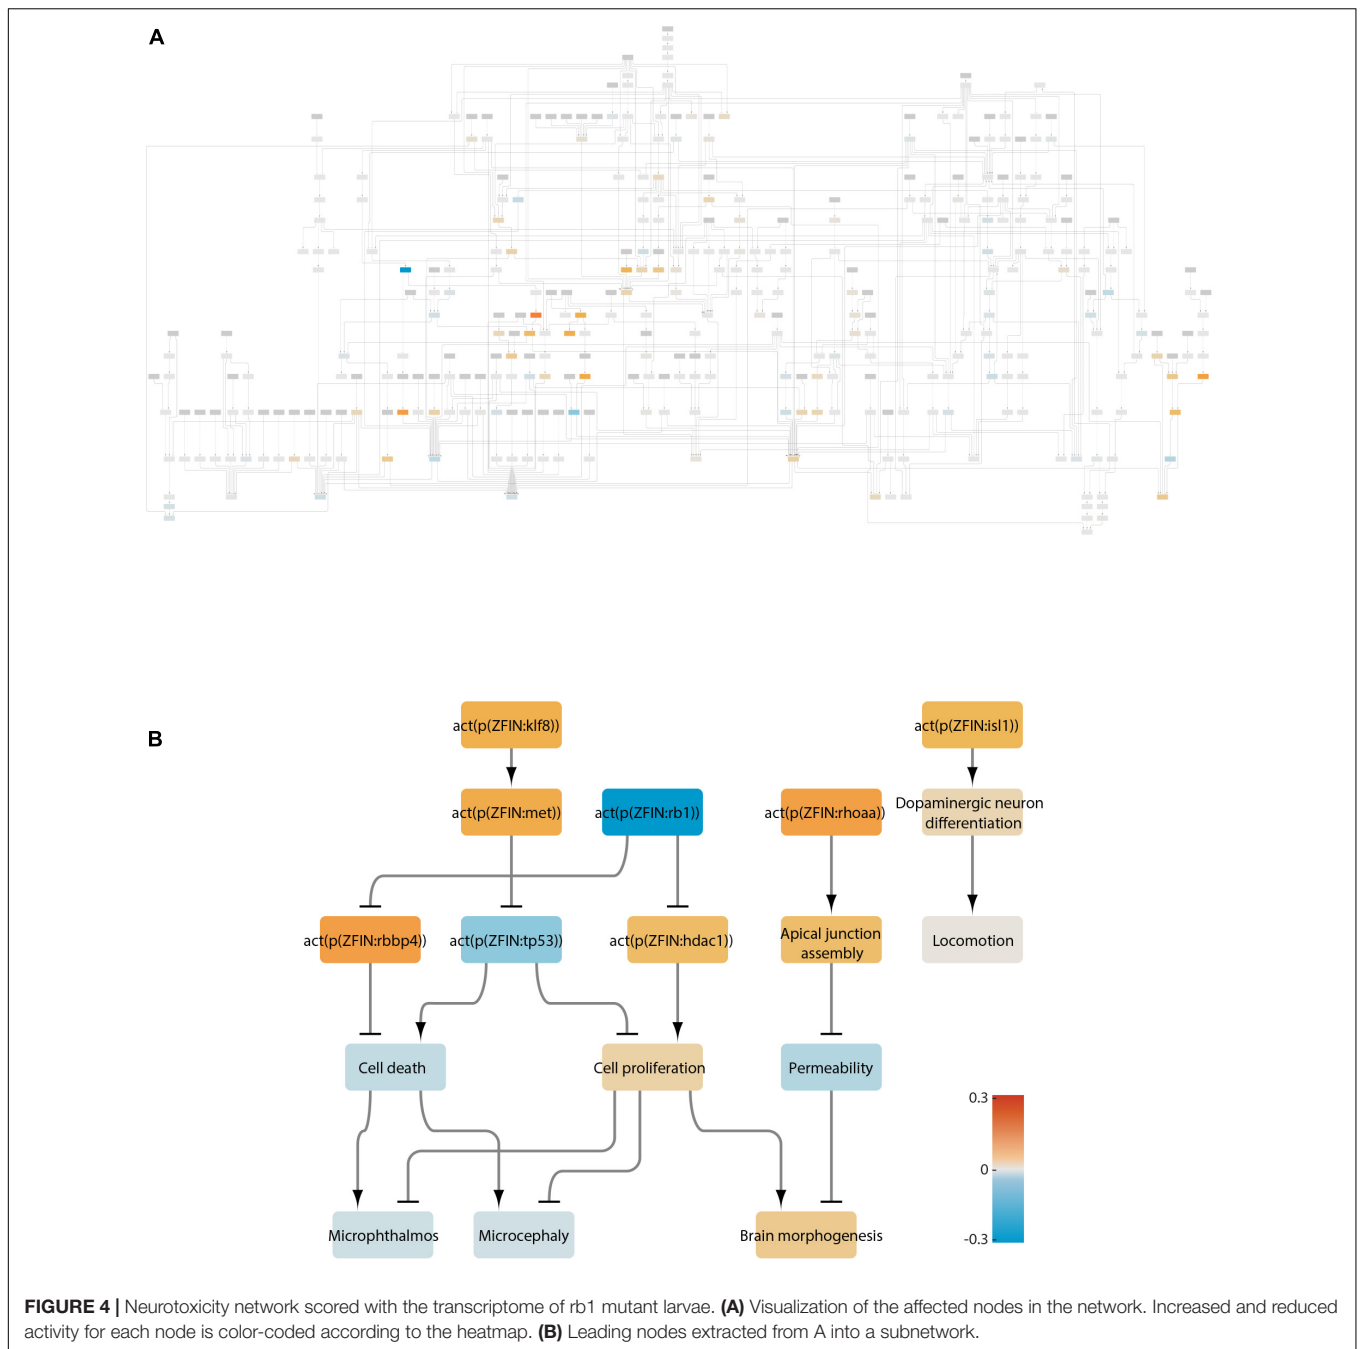 A
B
act(p(ZFIN:klf8))
act(p(ZFIN:isl1))
act(p(ZFIN:met))
act(p(ZFIN:rb1))
act(p(ZFIN:rhoaa))
Dopaminergic neuron
differentiation
act(p(ZFIN:rbbp4))
act(p(ZFIN:tp53))
act(p(ZFIN:hdac1))
Apical junction
assembly
Locomotion
Cell death
Cell proliferation
Permeability
0.3
0
-0.3
Microphthalmos
Microcephaly
Brain morphogenesis
FIGURE 4 | Neurotoxicity network scored with the transcriptome of rb1 mutant larvae. (A) Visualization of the affected nodes in the network. Increased and reduced
activity for each node is color-coded according to the heatmap. (B) Leading nodes extracted from A into a subnetwork.